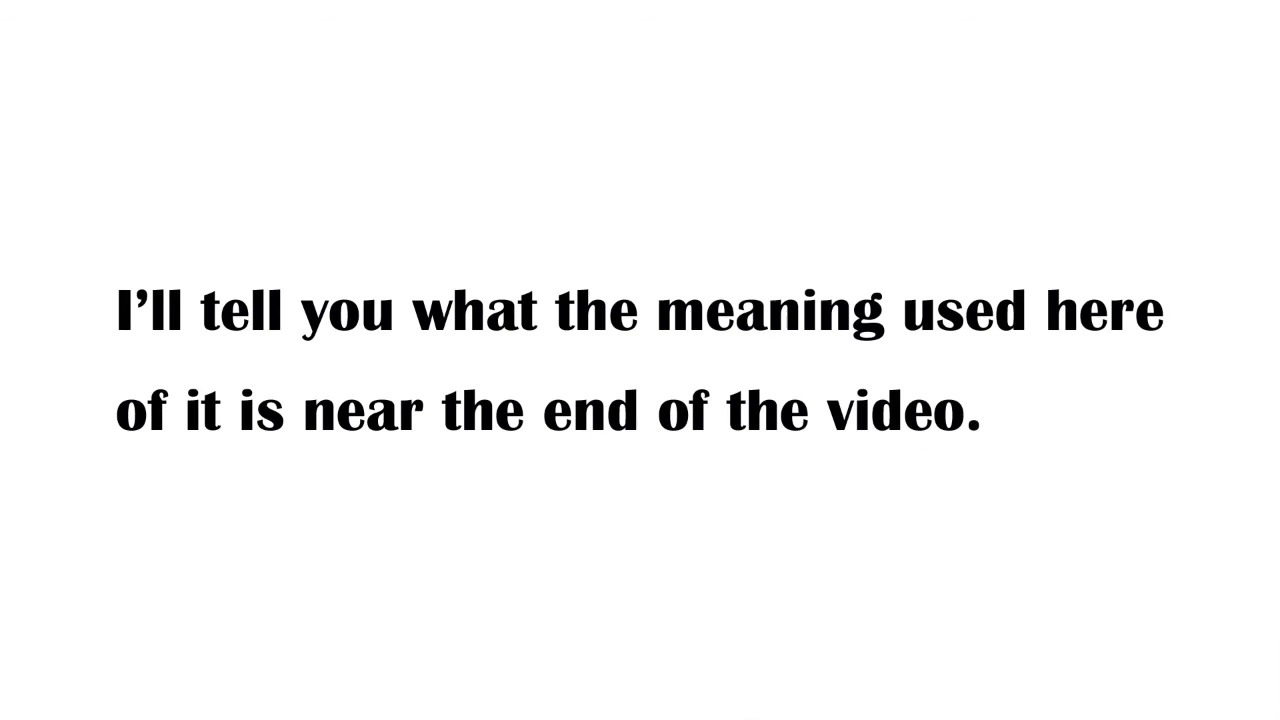 I’ll tell you what the meaning used here
of it is near the end of the video.